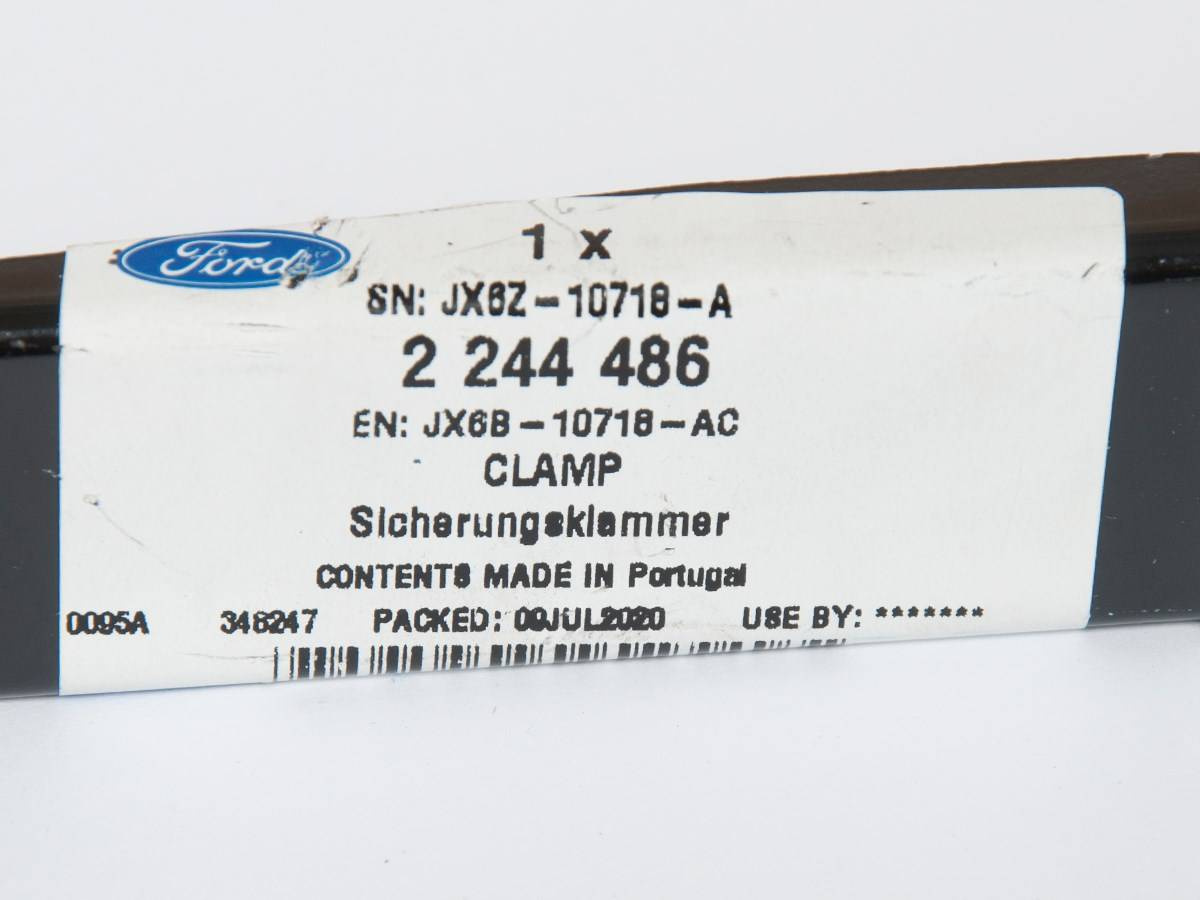 Ford
1 x
SN: JX6Z-10718-A
2 244 486
EN: JX6B-10718-AC
CLAMP
Sicherungsklammer
CONTENTS MADE IN Portugal
0095A PACKED: 09JUL2020 USE BY: *******